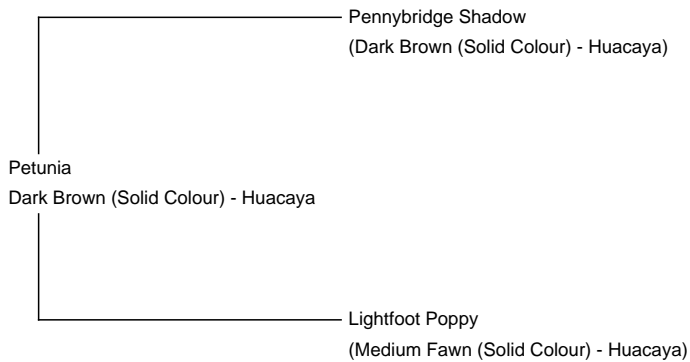 Pennybridge Shadow
(Dark Brown (Solid Colour) - Huacaya)
Petunia
Dark Brown (Solid Colour) - Huacaya
Lightfoot Poppy
(Medium Fawn (Solid Colour) - Huacaya)